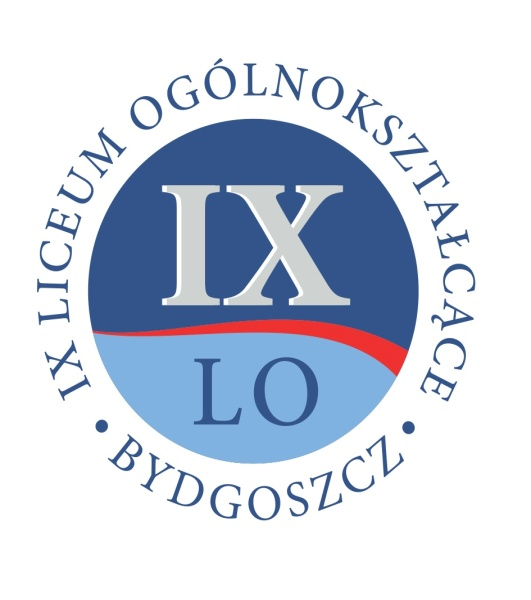 IX LICEUM OGÓLNOKSZTAŁCĄCE
IX
LO
• BYDGOSZCZ •